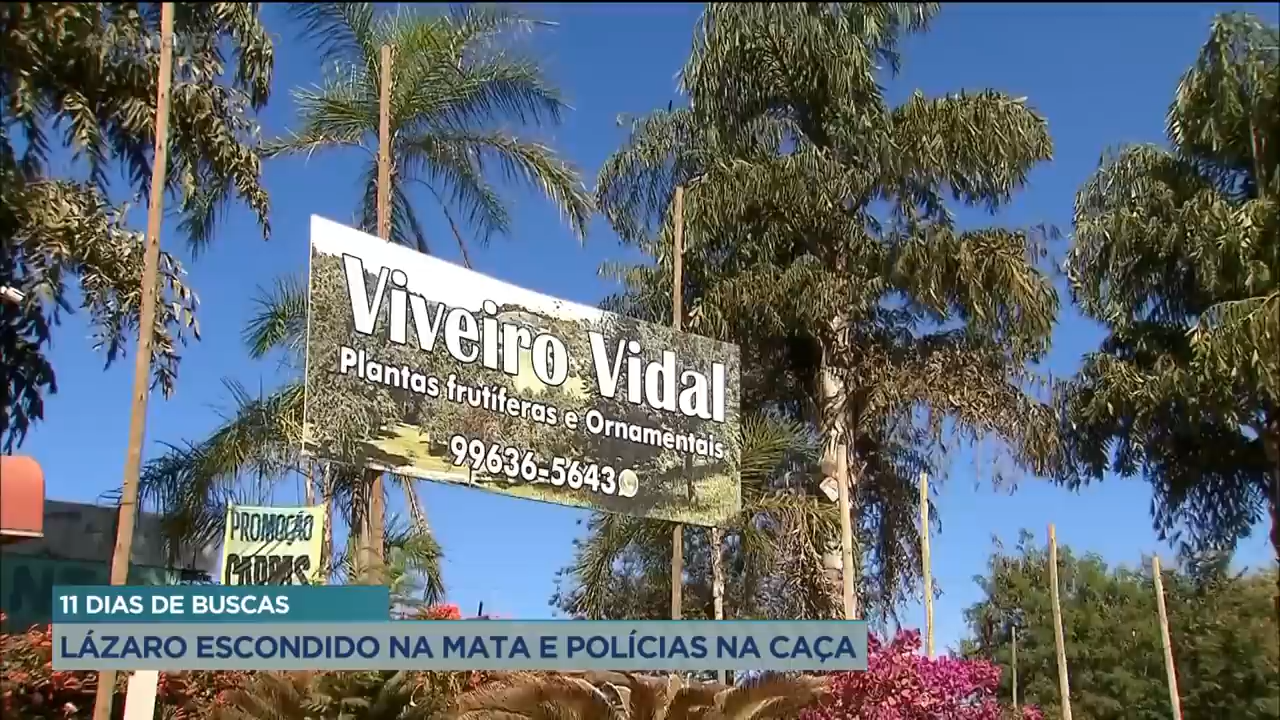 Viveiro Vidal
Plantas frutíferas e Ornamentais
99636-5643
PROMOÇÃO
11 DIAS DE BUSCAS
LÁZARO ESCONDIDO NA MATA E POLÍCIAS NA CAÇA